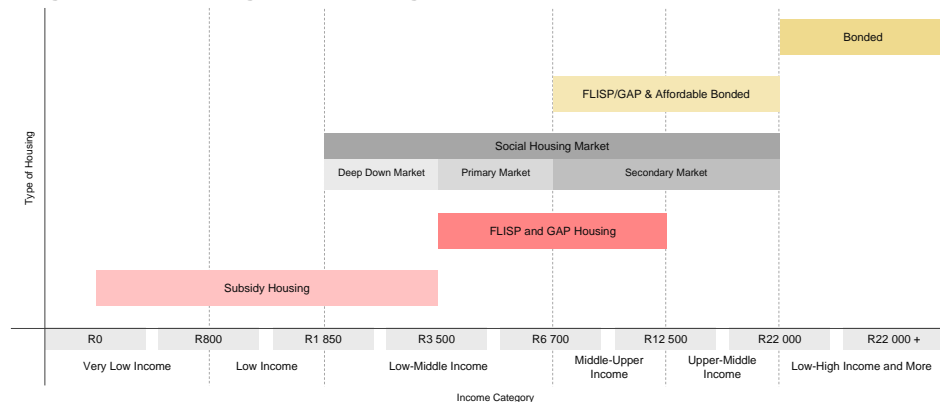 Bonded
FLISP/GAP & Affordable Bonded
Social Housing Market
Deep Down Market Primary Market Secondary Market
FLISP and GAP Housing
Subsidy Housing
Type of Housing
R0 R800 R1 850 R3 500 R6 700 R12 500 R22 000 R22 000 +
Very Low Income Low Income Low-Middle Income Middle-Upper Income Upper-Middle Income Low-High Income and More
Income Category